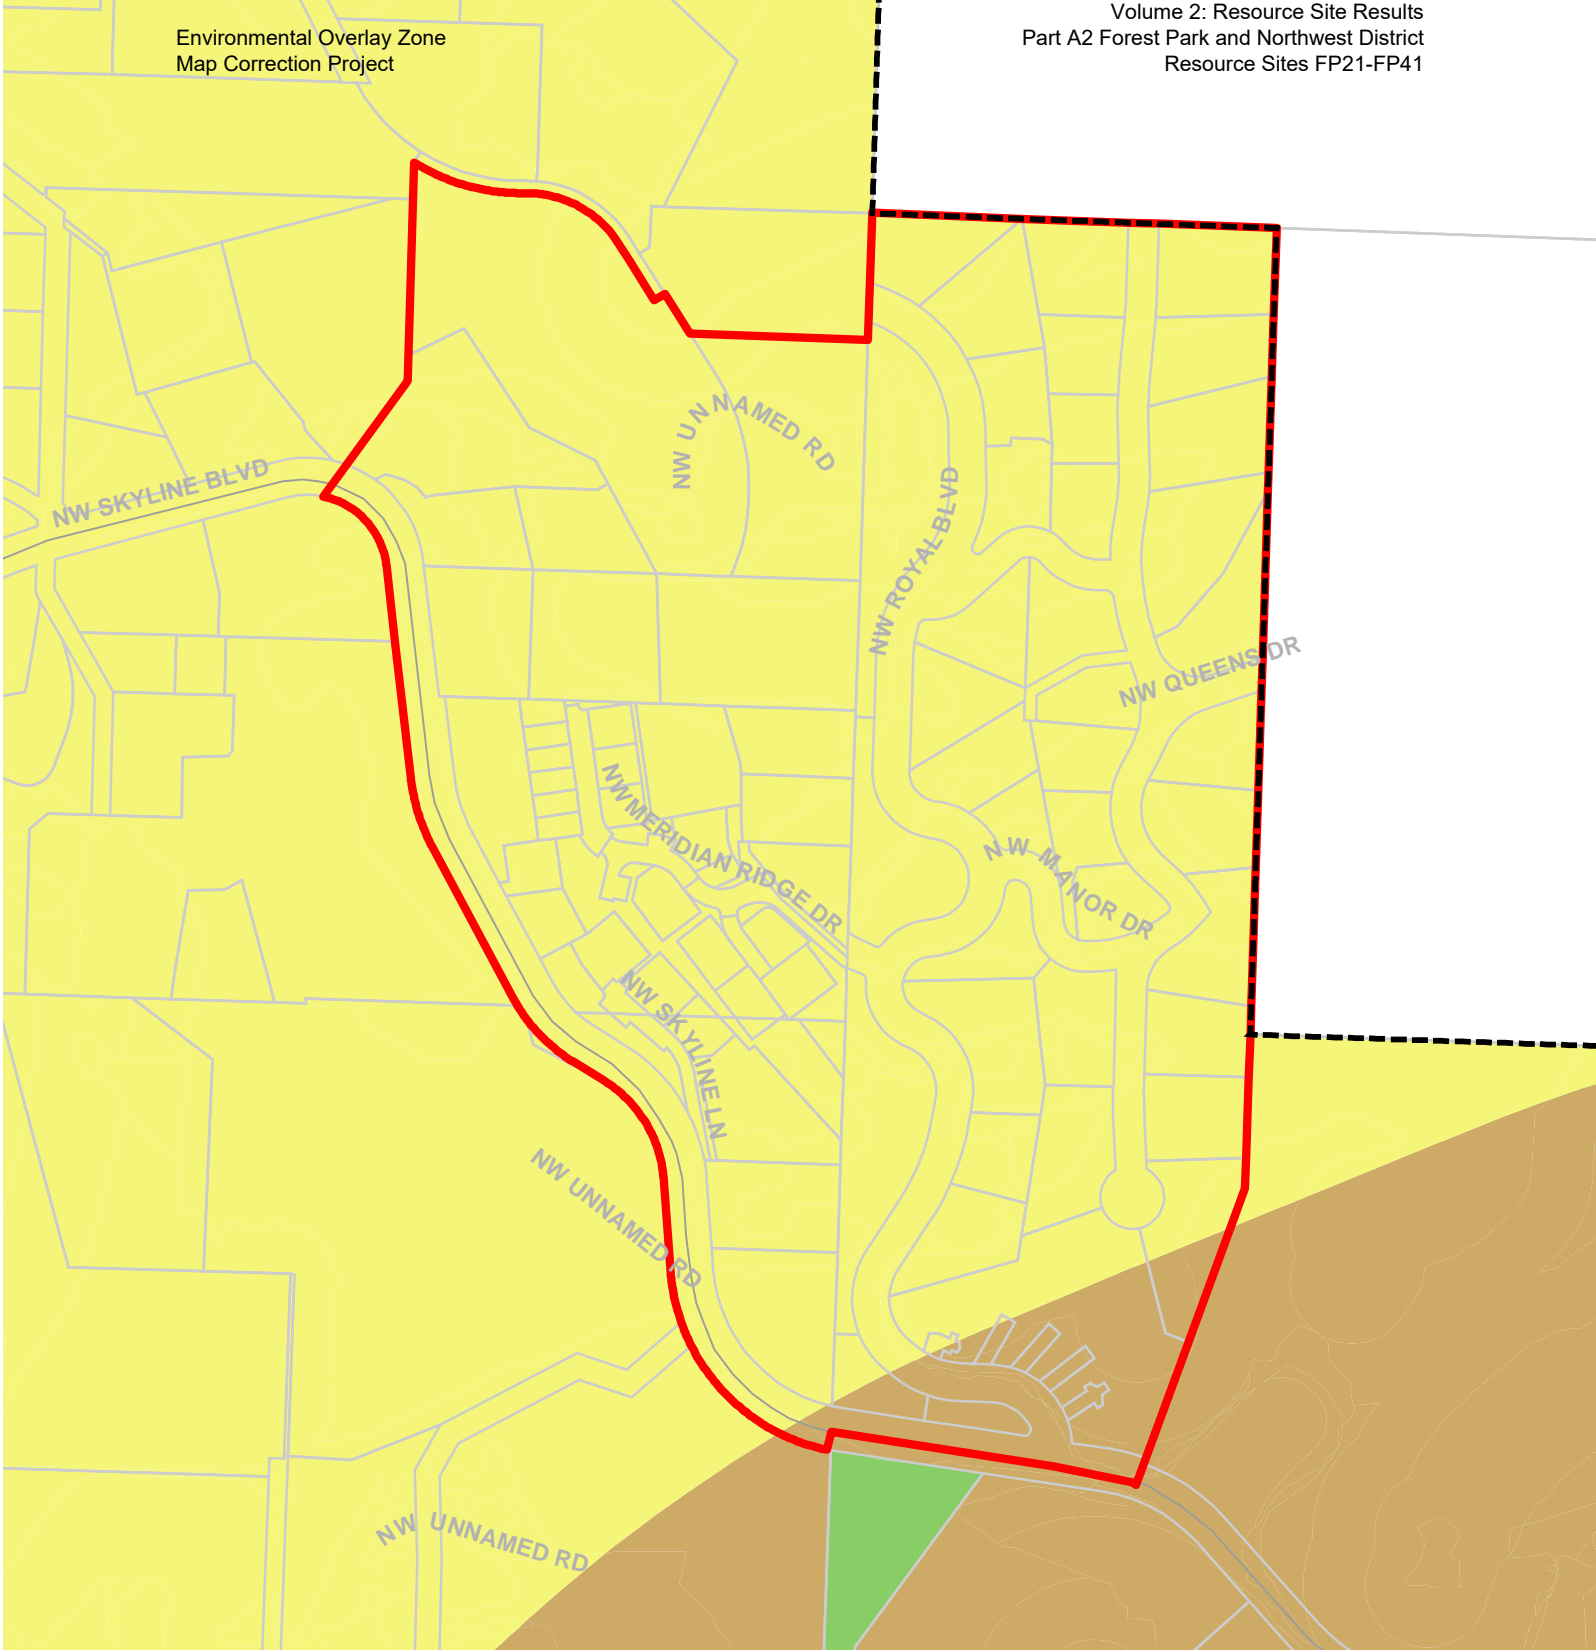 Environmental Overlay Zone
Map Correction Project
Volume 2: Resource Site Results
Part A2 Forest Park and Northwest District
Resource Sites FP21-FP41
NW UNNAMED RD
NW SKYLINE BLVD
NW ROYAL BLVD
NW QUEENS DR
NW MERIDIAN RIDGE DR
NW MANOR DR
NW SKYLINE LN
NW UNNAMED RD
NW UNNAMED RD